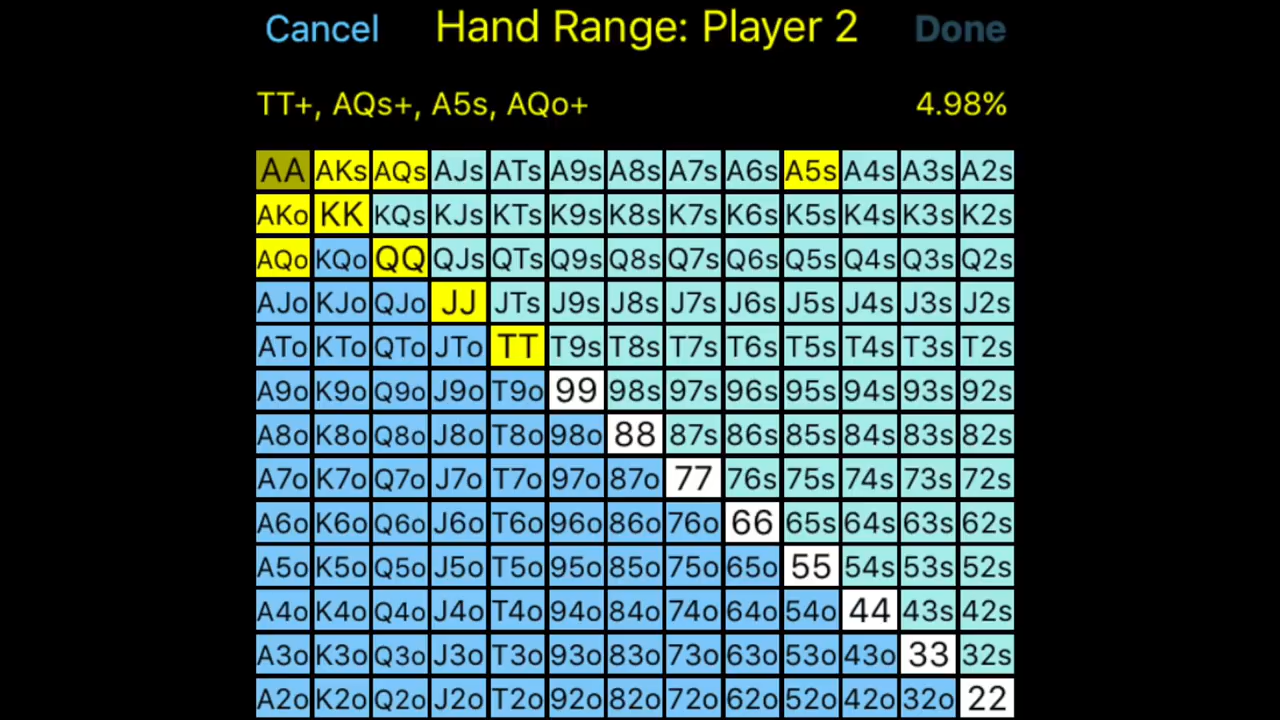 Cancel Hand Range: Player 2 Done
TT+, AQs+, A5s, AQo+ 4.98%
AA AKs AQs AJs ATs A9s A8s A7s A6s A5s A4s A3s A2s
AKo KK KQs KJs KTs K9s K8s K7s K6s K5s K4s K3s K2s
AQo KQo QQ QJs QTs Q9s Q8s Q7s Q6s Q5s Q4s Q3s Q2s
AJo KJo QJo JJ JTs J9s J8s J7s J6s J5s J4s J3s J2s
ATo KTo QTo JTo TT T9s T8s T7s T6s T5s T4s T3s T2s
A9o K9o Q9o J9o T9o 99 98s 97s 96s 95s 94s 93s 92s
A8o K8o Q8o J8o T8o 98o 88 87s 86s 85s 84s 83s 82s
A7o K7o Q7o J7o T7o 97o 87o 77 76s 75s 74s 73s 72s
A6o K6o Q6o J6o T6o 96o 86o 76o 66 65s 64s 63s 62s
A5o K5o Q5o J5o T5o 95o 85o 75o 65o 55 54s 53s 52s
A4o K4o Q4o J4o T4o 94o 84o 74o 64o 54o 44 43s 42s
A3o K3o Q3o J3o T3o 93o 83o 73o 63o 53o 43o 33 32s
A2o K2o Q2o J2o T2o 92o 82o 72o 62o 52o 42o 32o 22